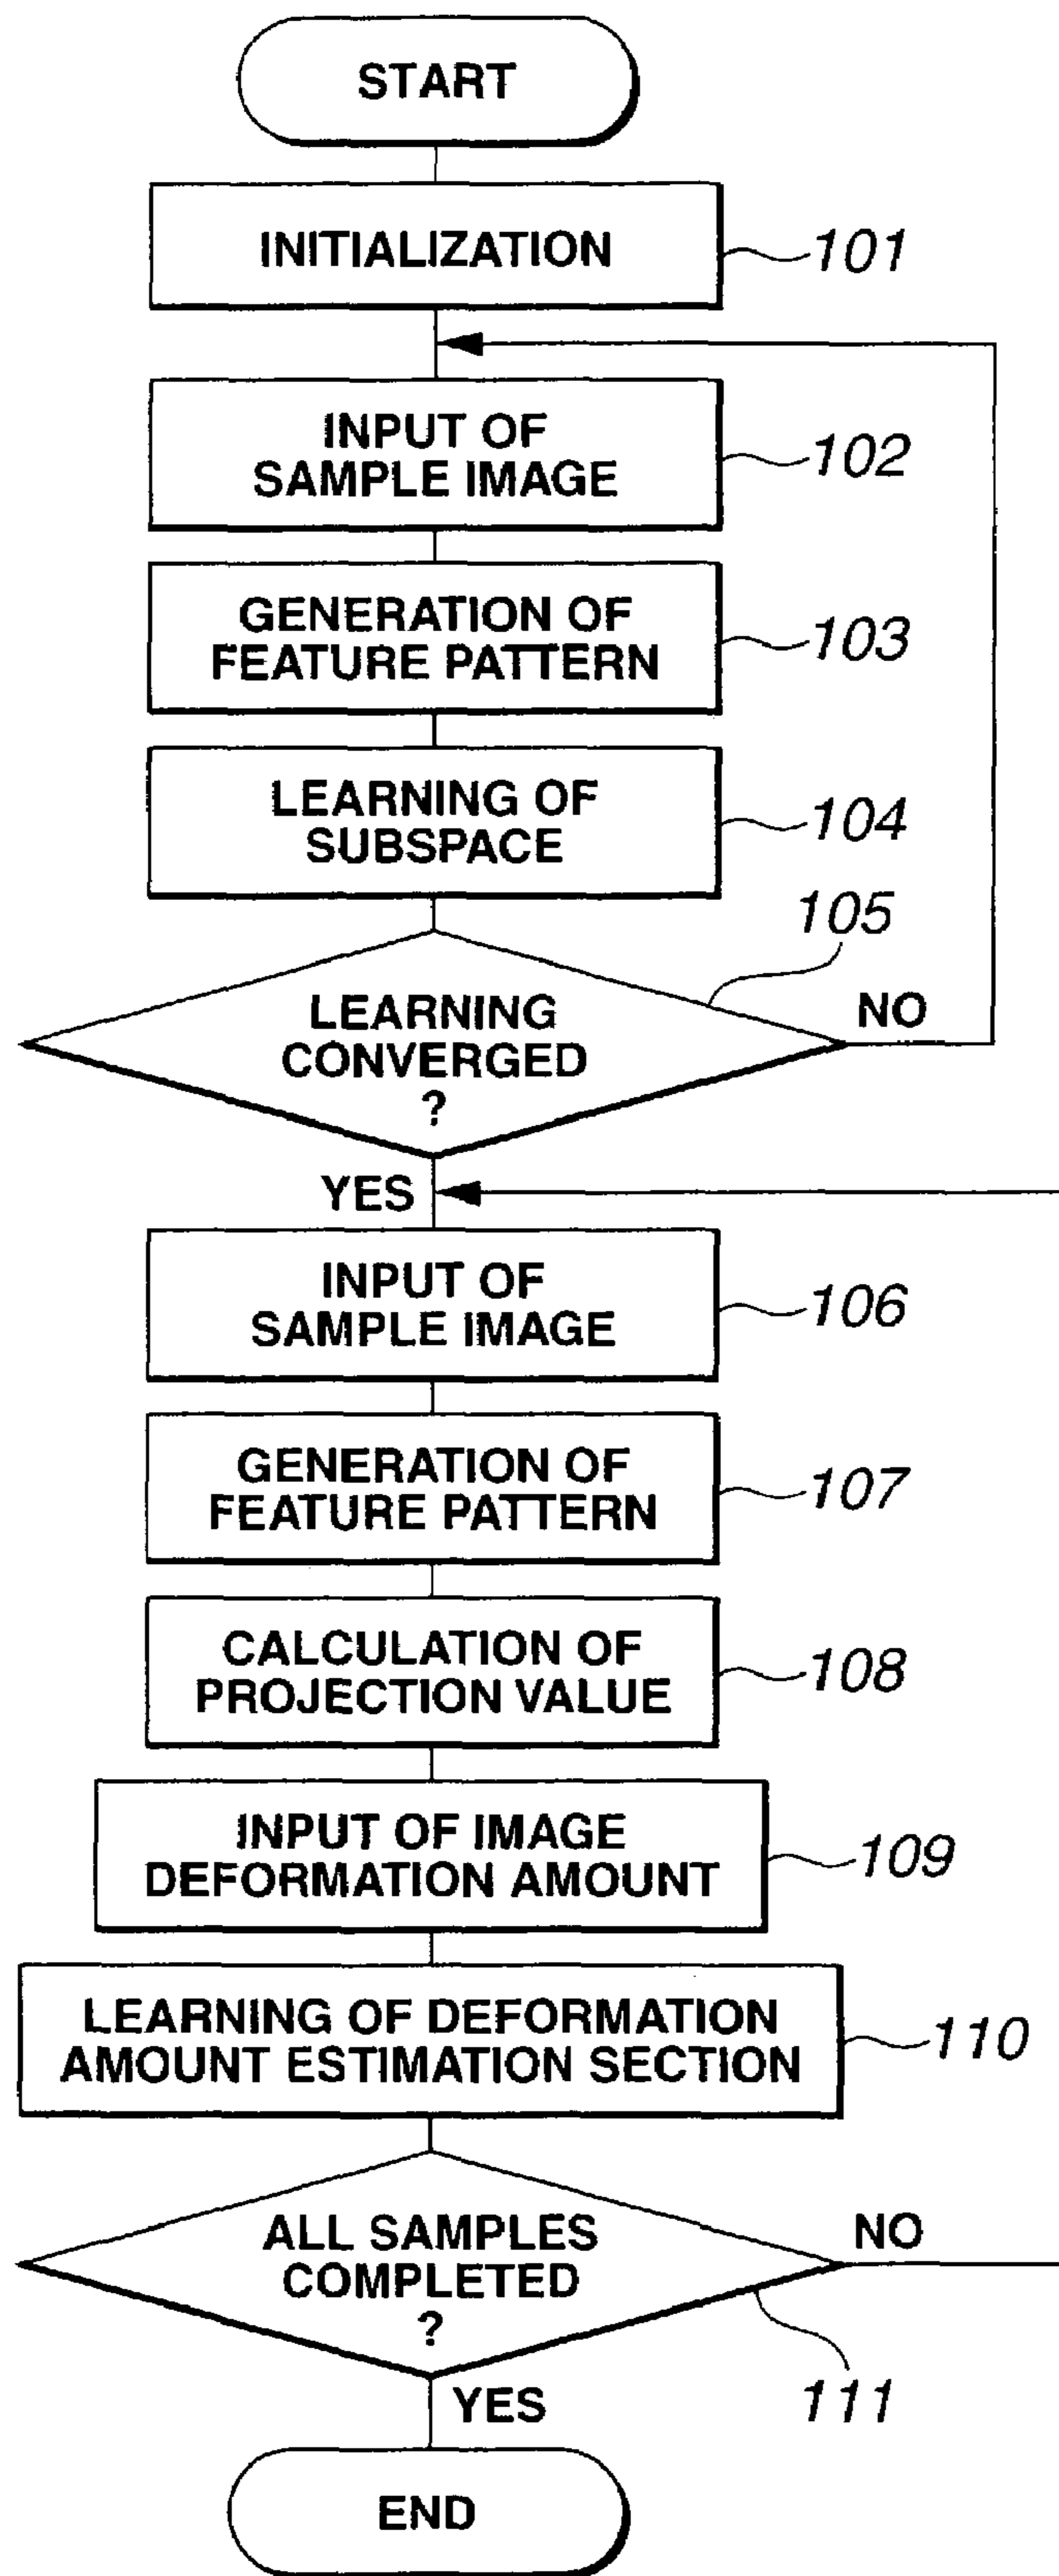 START
INITIALIZATION
101
INPUT OF
SAMPLE IMAGE
102
GENERATION OF
FEATURE PATTERN
103
LEARNING OF
SUBSPACE
104
105
LEARNING
CONVERGED
?
NO
YES
INPUT OF
SAMPLE IMAGE
106
GENERATION OF
FEATURE PATTERN
107
CALCULATION OF
PROJECTION VALUE
108
INPUT OF IMAGE
DEFORMATION AMOUNT
109
LEARNING OF DEFORMATION
AMOUNT ESTIMATION SECTION
110
ALL SAMPLES
COMPLETED
?
NO
111
YES
END